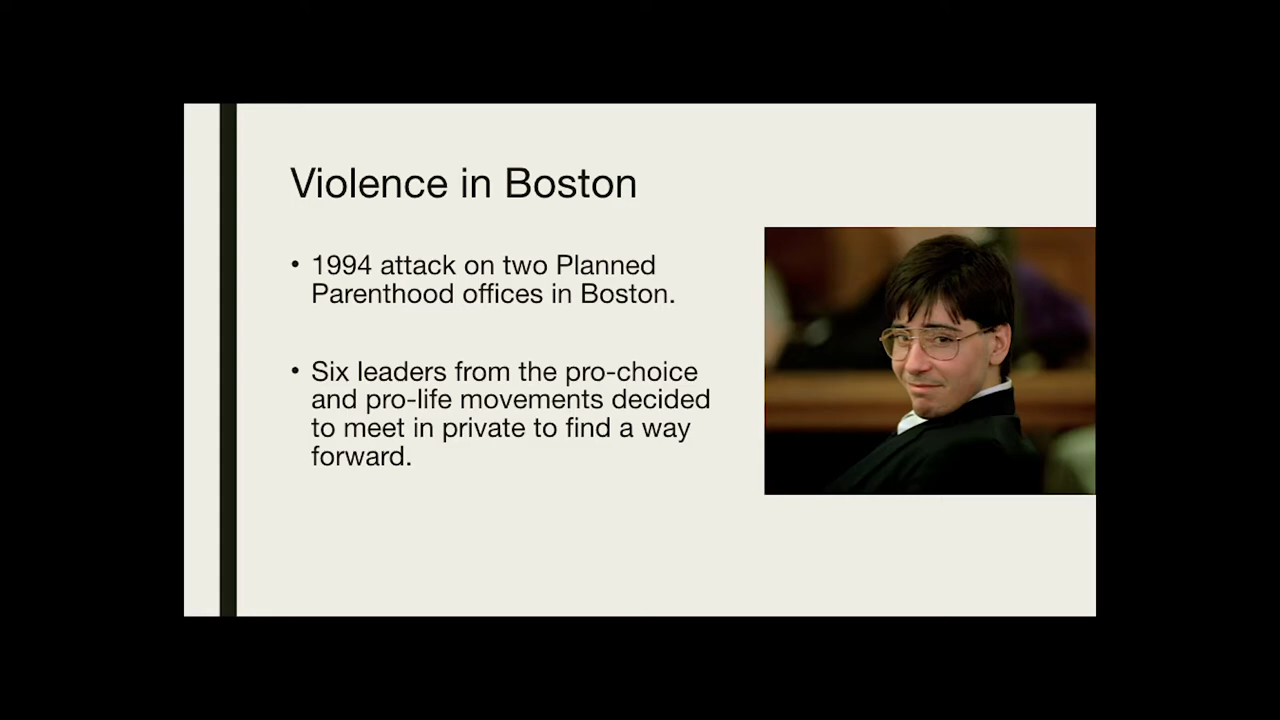 Violence in Boston
• 1994 attack on two Planned
Parenthood offices in Boston.
• Six leaders from the pro-choice
and pro-life movements decided
to meet in private to find a way
forward.